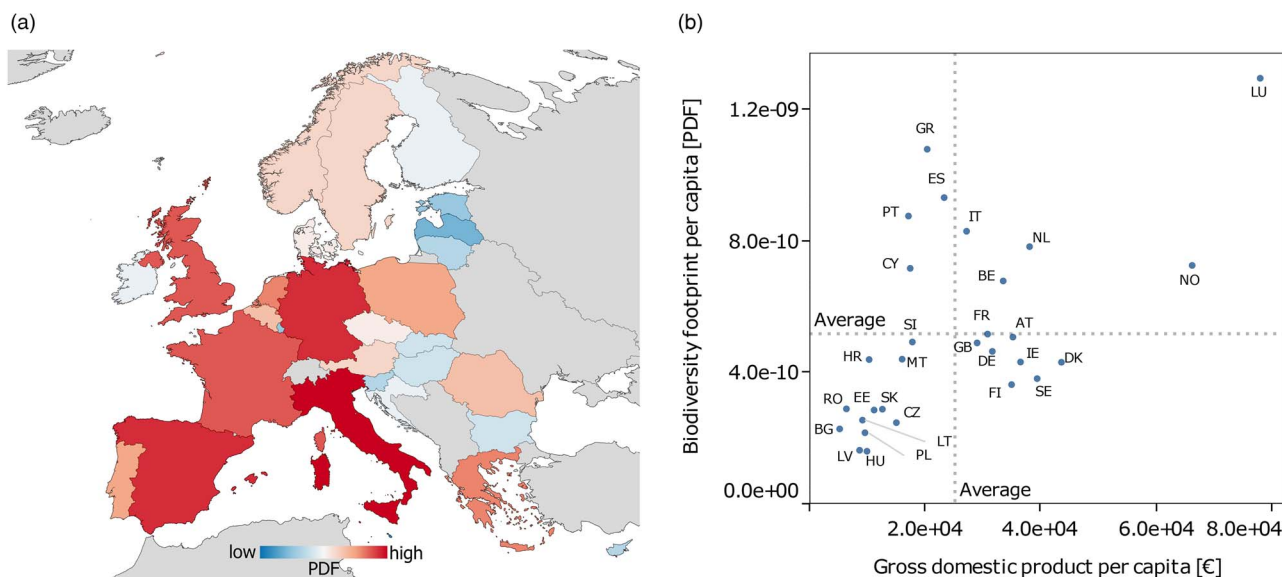 (a)
low
high
PDF
(b)
Biodiversity footprint per capita [PDF]
1.2e-09
8.0e-10
4.0e-10
0.0e+00
LU
GR
ES
PT
IT
NL
CY
BE
NO
Average
SI
FR
AT
GB
HR
MT
DE
IE
DK
FI
SE
RO
EE
SK
CZ
BG
LT
PL
LV
HU
Average
2.0e+04
4.0e+04
6.0e+04
8.0e+04
Gross domestic product per capita [€]